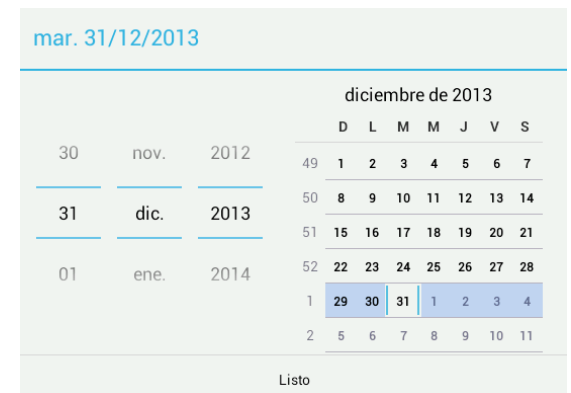 mar. 31/12/2013
diciembre de 2013
D L M M J V S
30 nov. 2012
49 1 2 3 4 5 6 7
50 8 9 10 11 12 13 14
31 dic. 2013
51 15 16 17 18 19 20 21
52 22 23 24 25 26 27 28
01 ene. 2014
1 29 30 31 1 2 3 4
2 5 6 7 8 9 10 11
Listo